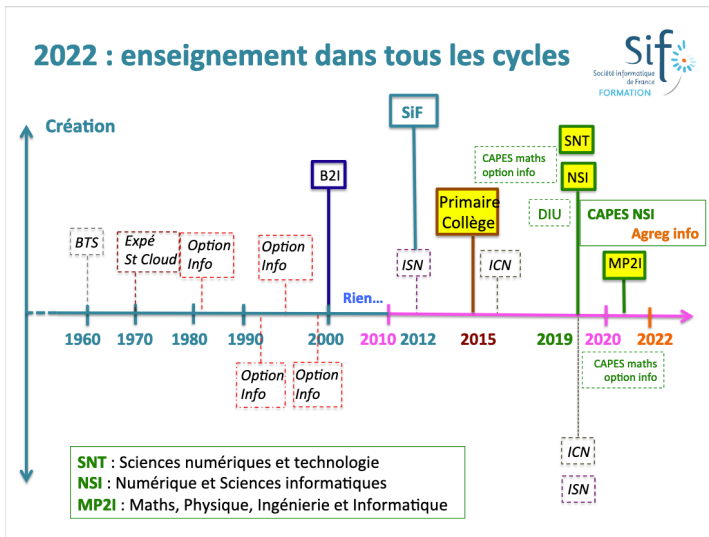 2022 : enseignement dans tous les cycles
SiF
Société informatique
de France
FORMATION
Création
SiF
SNT
CAPES maths
option info
NSI
B2I
Primaire
Collège
DIU
CAPES NSI
Agreg info
BTS
Expé
St Cloud
Option
Info
Option
Info
ISN
ICN
MP2I
Rien...
1960
1970
1980
1990
2000
2010
2012
2015
2019
2020
2022
Option
Info
Option
Info
CAPES maths
option info
ICN
ISN
SNT : Sciences numériques et technologie
NSI : Numérique et Sciences informatiques
MP2I : Maths, Physique, Ingénierie et Informatique